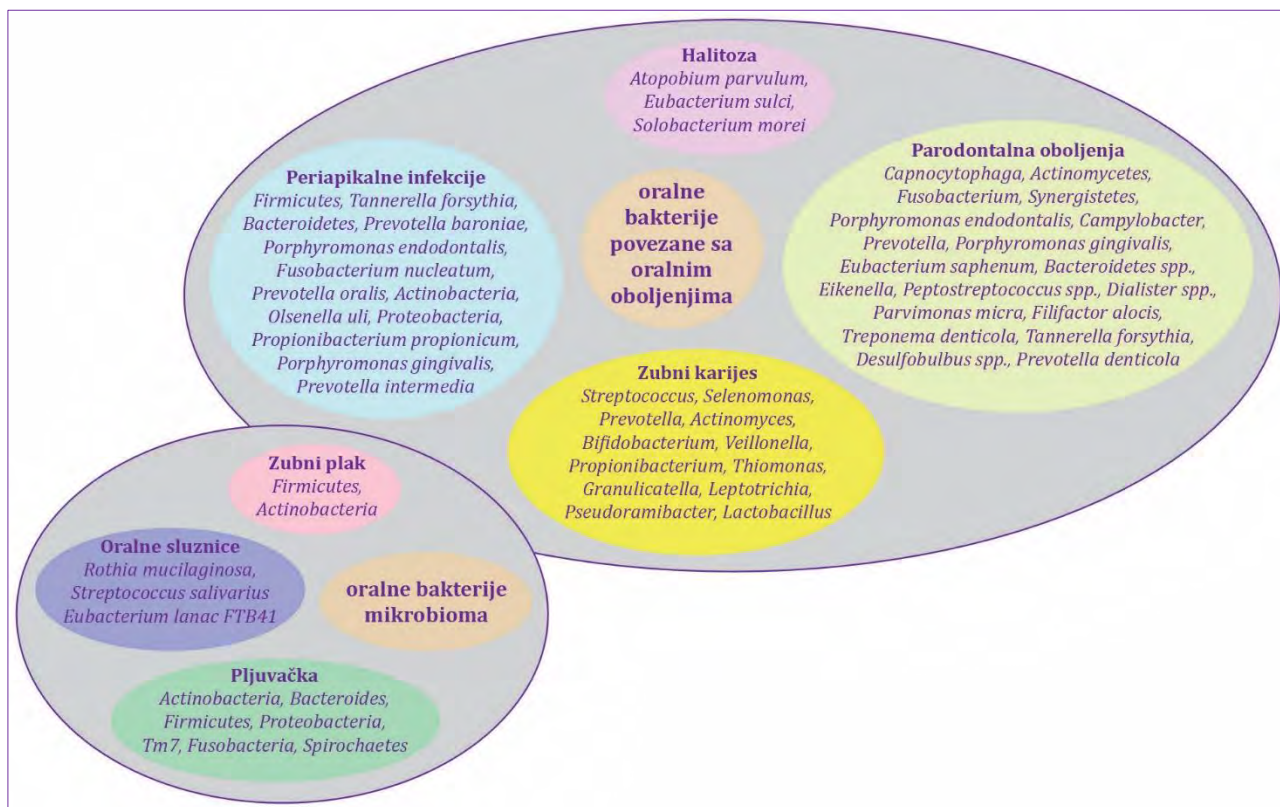 Halitoza
Atopobium parvulum,
Eubacterium sulci,
Solobacterium morei
Periapikalne infekcije
Firmicutes, Tannerella forsythia,
Bacteroidetes, Prevotella baroniae,
Porphyromonas endodontalis,
Fusobacterium nucleatum,
Prevotella oralis, Actinobacteria,
Olsenella uli, Proteobacteria,
Propionibacterium propionicum,
Porphyromonas gingivalis,
Prevotella intermedia
oralne
bakterije
povezane sa
oralnim
oboljenjima
Parodontalna oboljenja
Capnocytophaga, Actinomycetes,
Fusobacterium, Synergistetes,
Porphyromonas endodontalis, Campylobacter,
Prevotella, Porphyromonas gingivalis,
Eubacterium saphenum, Bacteroidetes spp.,
Eikenella, Peptostreptococcus spp., Dialister spp.,
Parvimonas micra, Filifactor alocis,
Treponema denticola, Tannerella forsythia,
Desulfobulbus spp., Prevotella denticola
Zubni karijes
Streptococcus, Selenomonas,
Prevotella, Actinomyces,
Bifidobacterium, Veillonella,
Propionibacterium, Thiomonas,
Granulicatella, Leptotrichia,
Pseudoramibacter, Lactobacillus
Zubni plak
Firmicutes,
Actinobacteria
Oralne sluznice
Rothia mucilaginosa,
Streptococcus salivarius
Eubacterium lanac FTB41
oralne bakterije
mikrobioma
Pljuvačka
Actinobacteria, Bacteroides,
Firmicutes, Proteobacteria,
Tm7, Fusobacteria, Spirochaetes